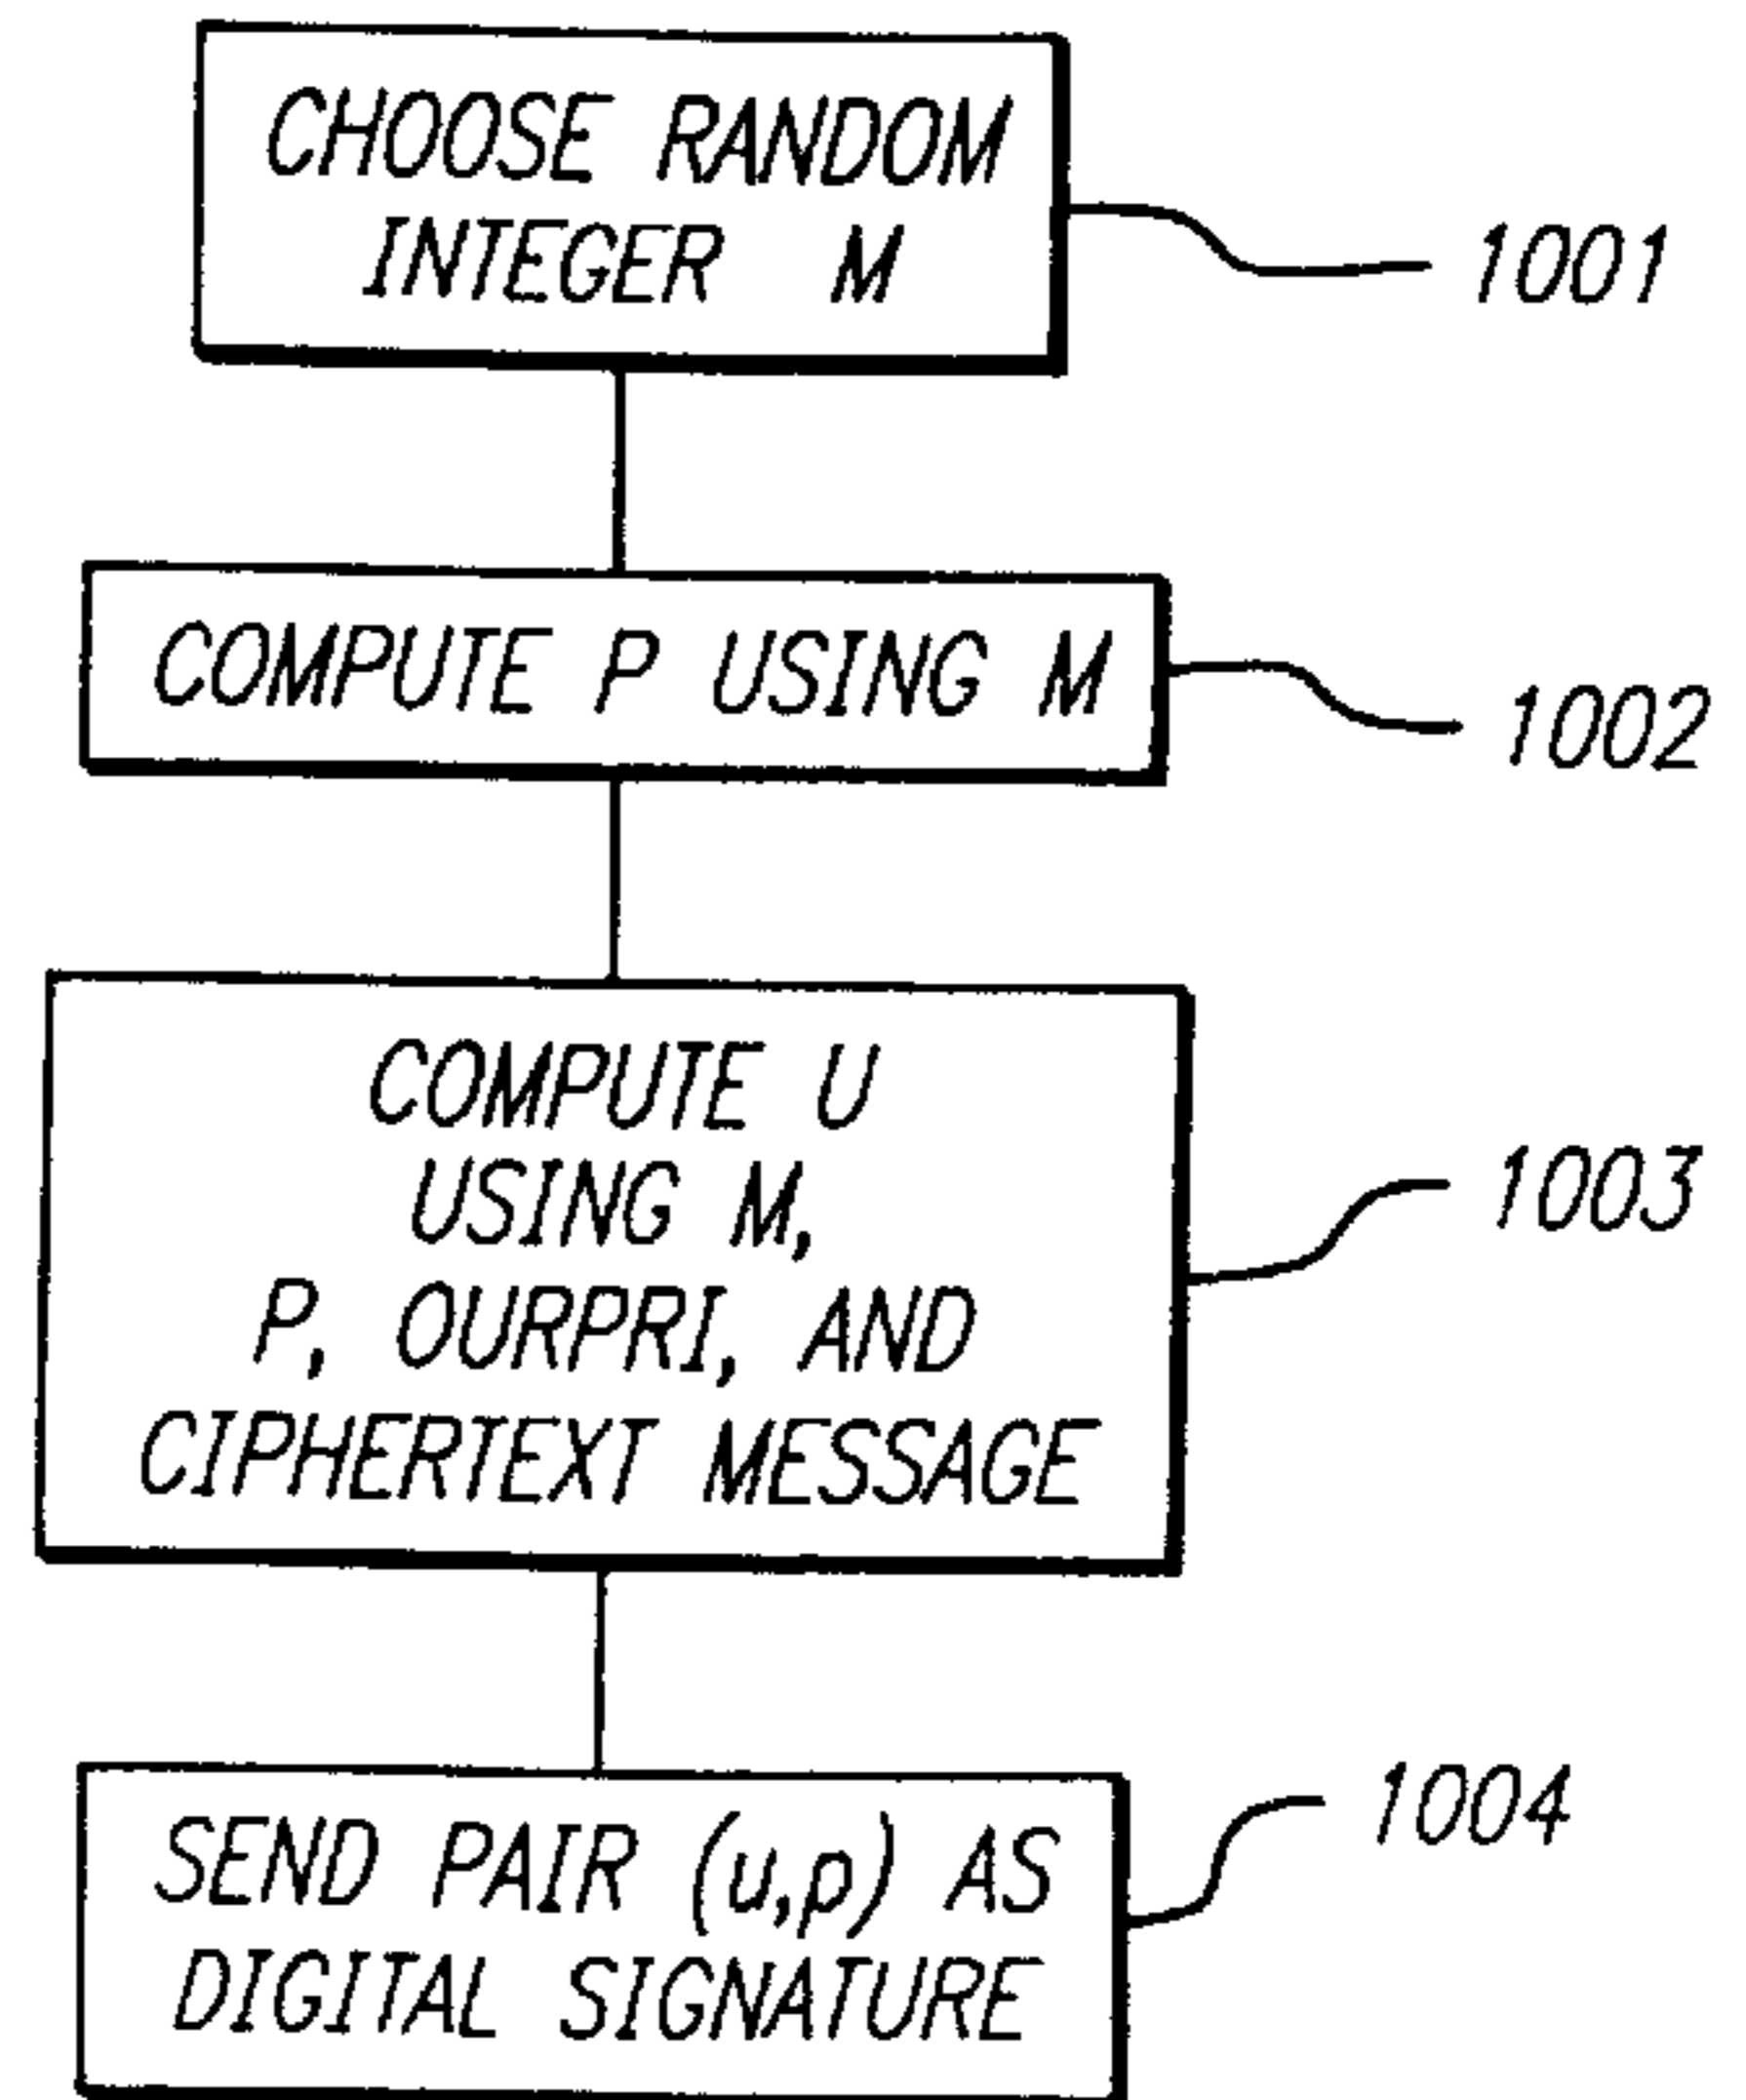 CHOOSE RANDOM
INTEGER M
1001
COMPUTE P USING M
1002
COMPUTE U
USING M,
P, OURPRI, AND
CIPHERTEXT MESSAGE
1003
SEND PAIR (u,p) AS
DIGITAL SIGNATURE
1004